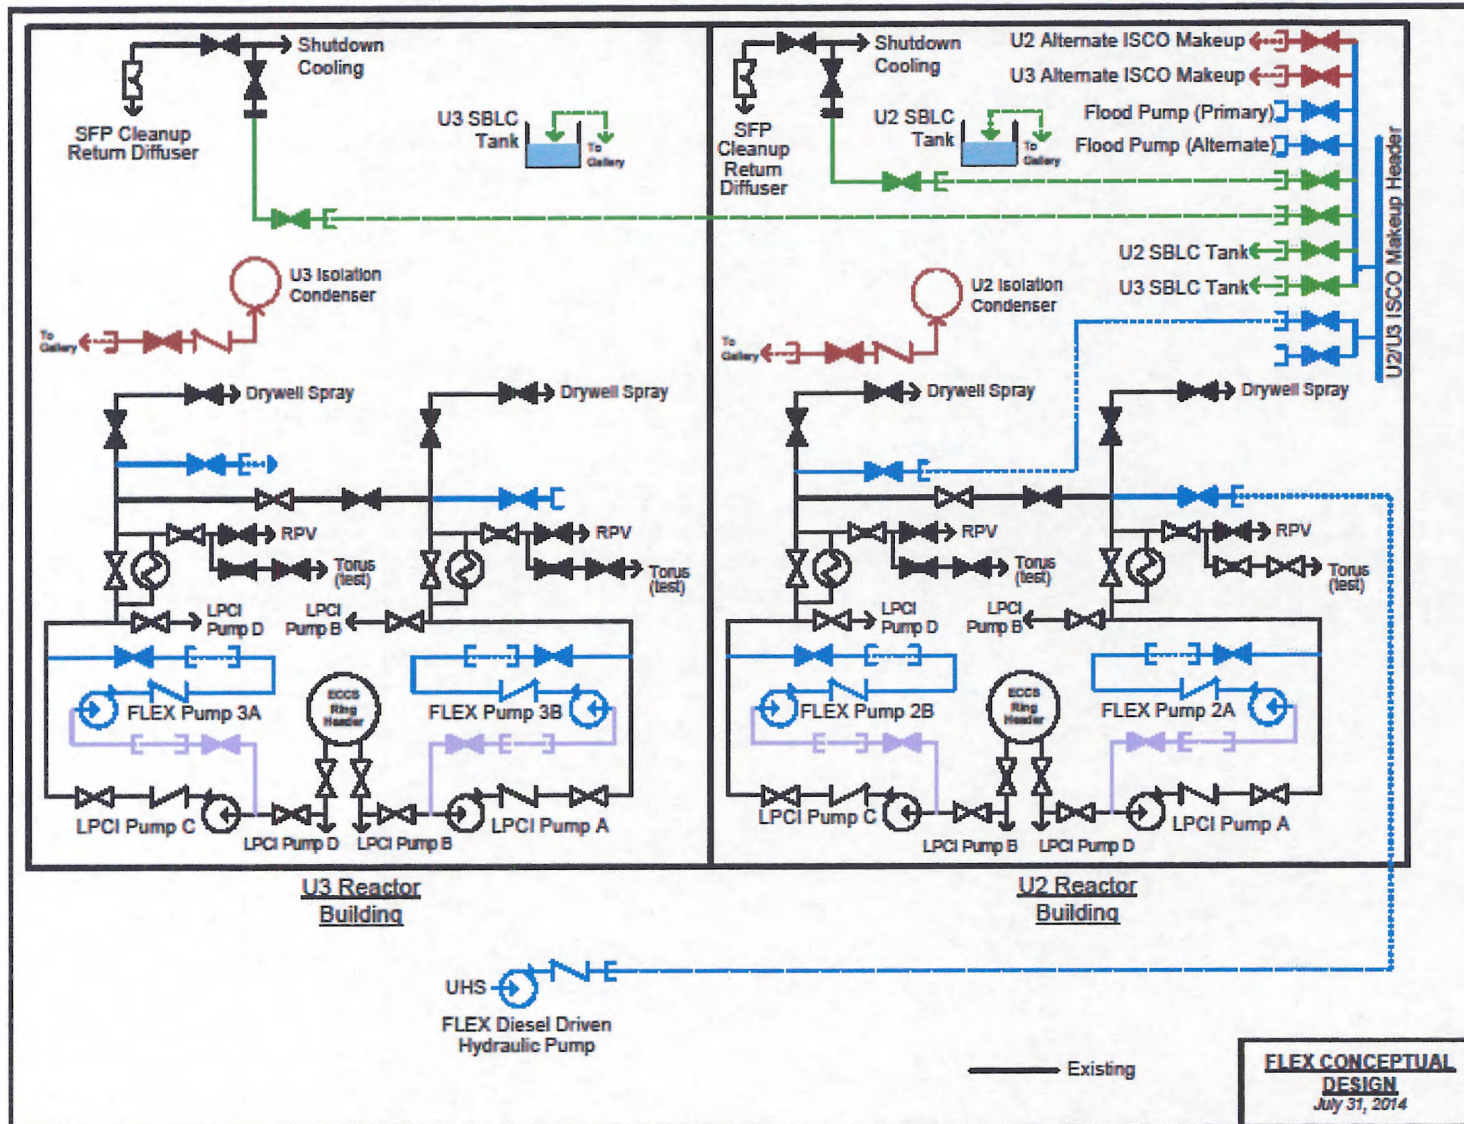 Shutdown
Cooling
SFP Cleanup
Return Diffuser
U3 SBLC
Tank
To
Gallery
U3 Isolation
Condenser
To
Gallery
Drywell Spray
Drywell Spray
RPV
RPV
Torus
(test)
Torus
(test)
LPCI
Pump D
LPCI
Pump B
FLEX Pump 3A
ECCS
Ring
Header
FLEX Pump 3B
LPCI Pump C
LPCI Pump A
LPCI Pump D
LPCI Pump B
U3 Reactor
Building
Shutdown
Cooling
SFP
Cleanup
Return
Diffuser
U2 SBLC
Tank
To
Gallery
U2 Alternate ISCO Makeup
U3 Alternate ISCO Makeup
Flood Pump (Primary)
Flood Pump (Alternate)
U2 SBLC Tank
U3 SBLC Tank
U2/U3 ISCO Makeup Header
U2 Isolation
Condenser
To
Gallery
Drywell Spray
Drywell Spray
RPV
RPV
Torus
(test)
Torus
(test)
LPCI
Pump D
LPCI
Pump B
FLEX Pump 2B
ECCS
Ring
Header
FLEX Pump 2A
LPCI Pump C
LPCI Pump A
LPCI Pump B
LPCI Pump D
U2 Reactor
Building
UHS
FLEX Diesel Driven
Hydraulic Pump
Existing
FLEX CONCEPTUAL
DESIGN
July 31, 2014